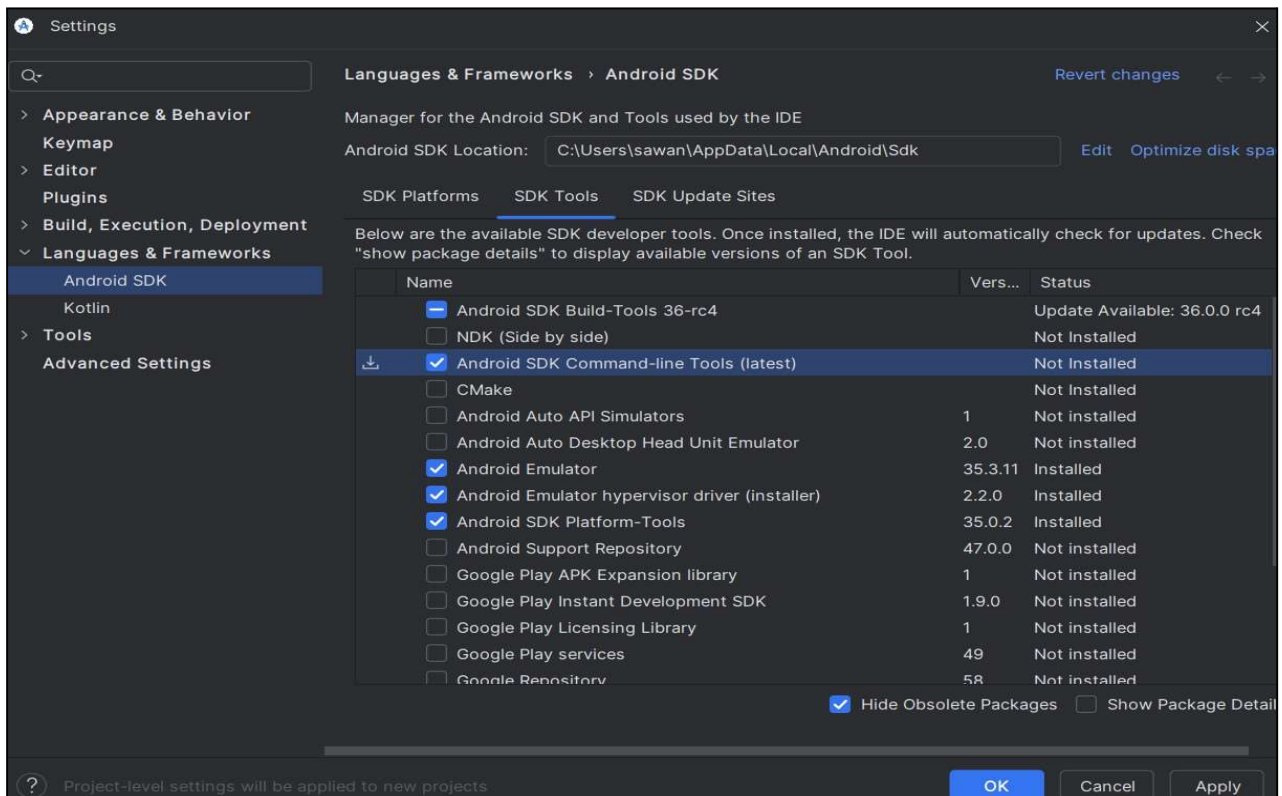 Settings
Languages & Frameworks › Android SDK
Revert changes
Appearance & Behavior
Keymap
Editor
Plugins
Build, Execution, Deployment
Languages & Frameworks
Android SDK
Kotlin
Tools
Advanced Settings
Manager for the Android SDK and Tools used by the IDE
Android SDK Location: C:\Users\sawan\AppData\Local\Android\Sdk Edit Optimize disk spa
SDK Platforms SDK Tools SDK Update Sites
Below are the available SDK developer tools. Once installed, the IDE will automatically check for updates. Check
"show package details" to display available versions of an SDK Tool.
Name Vers... Status
Android SDK Build-Tools 36-rc4 Update Available: 36.0.0 rc4
NDK (Side by side) Not Installed
Android SDK Command-line Tools (latest) Not Installed
CMake Not Installed
Android Auto API Simulators 1 Not installed
Android Auto Desktop Head Unit Emulator 2.0 Not installed
Android Emulator 35.3.11 Installed
Android Emulator hypervisor driver (installer) 2.2.0 Installed
Android SDK Platform-Tools 35.0.2 Installed
Android Support Repository 47.0.0 Not installed
Google Play APK Expansion library 1 Not installed
Google Play Instant Development SDK 1.9.0 Not installed
Google Play Licensing Library 1 Not installed
Google Play services 49 Not installed
Google Repository 58 Not installed
Hide Obsolete Packages Show Package Detail
? Project-level settings will be applied to new projects
OK Cancel Apply